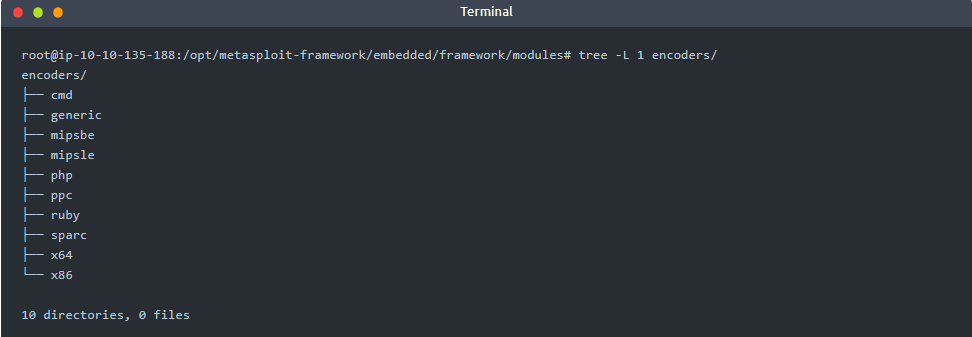 Terminal
root@ip-10-10-135-188:/opt/metasploit-framework/embedded/framework/modules# tree -L 1 encoders/
encoders/
├── cmd
├── generic
├── mipsbe
├── mipsle
├── php
├── ppc
├── ruby
├── sparc
├── x64
└── x86
10 directories, 0 files